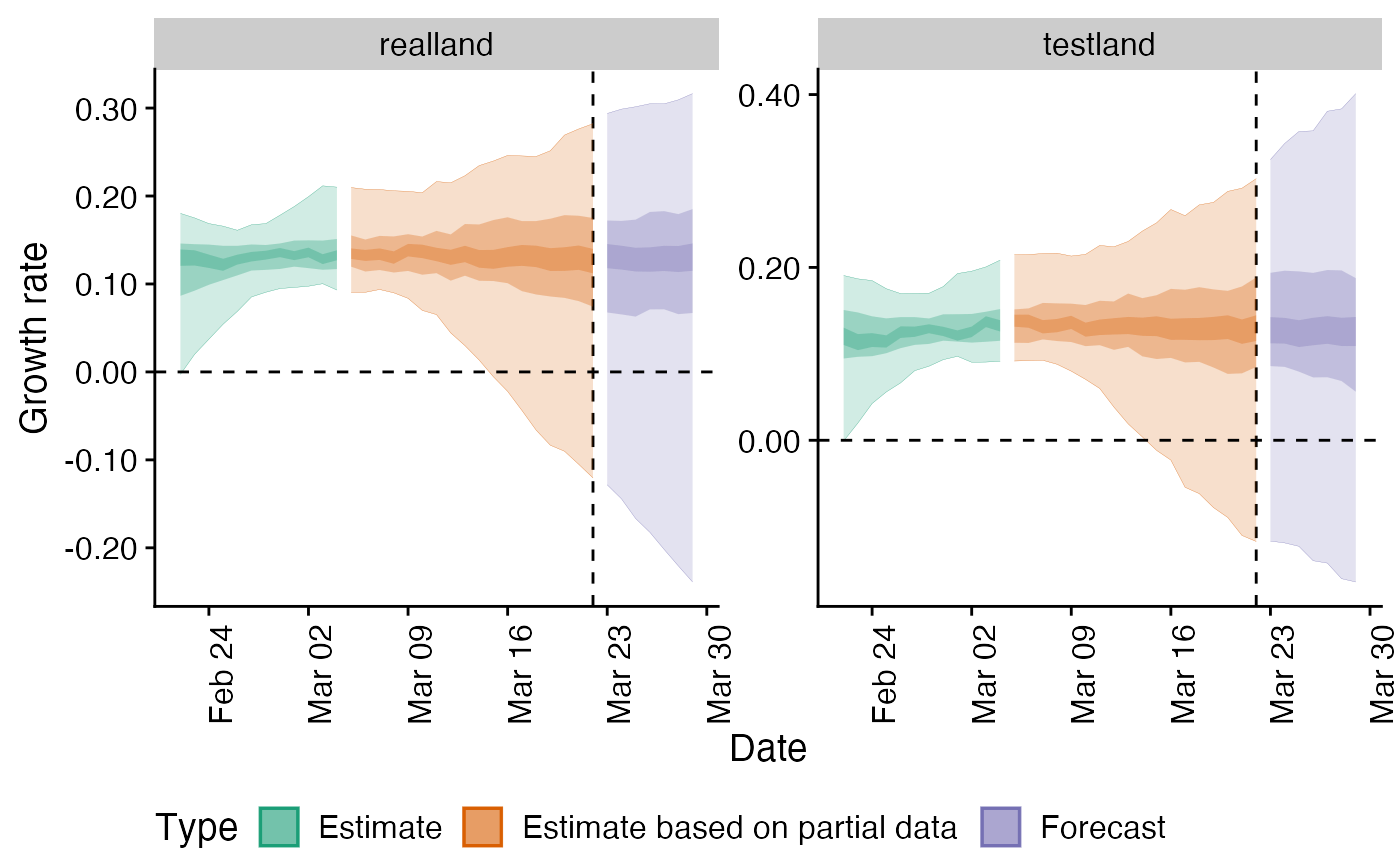 realland
testland
Growth rate
0.30
0.20
0.10
0.00
-0.10
-0.20
0.40
0.20
0.00
Feb 24
Mar 02
Mar 09
Mar 16
Mar 23
Mar 30
Feb 24
Mar 02
Mar 09
Mar 16
Mar 23
Mar 30
Date
Type Estimate Estimate based on partial data Forecast